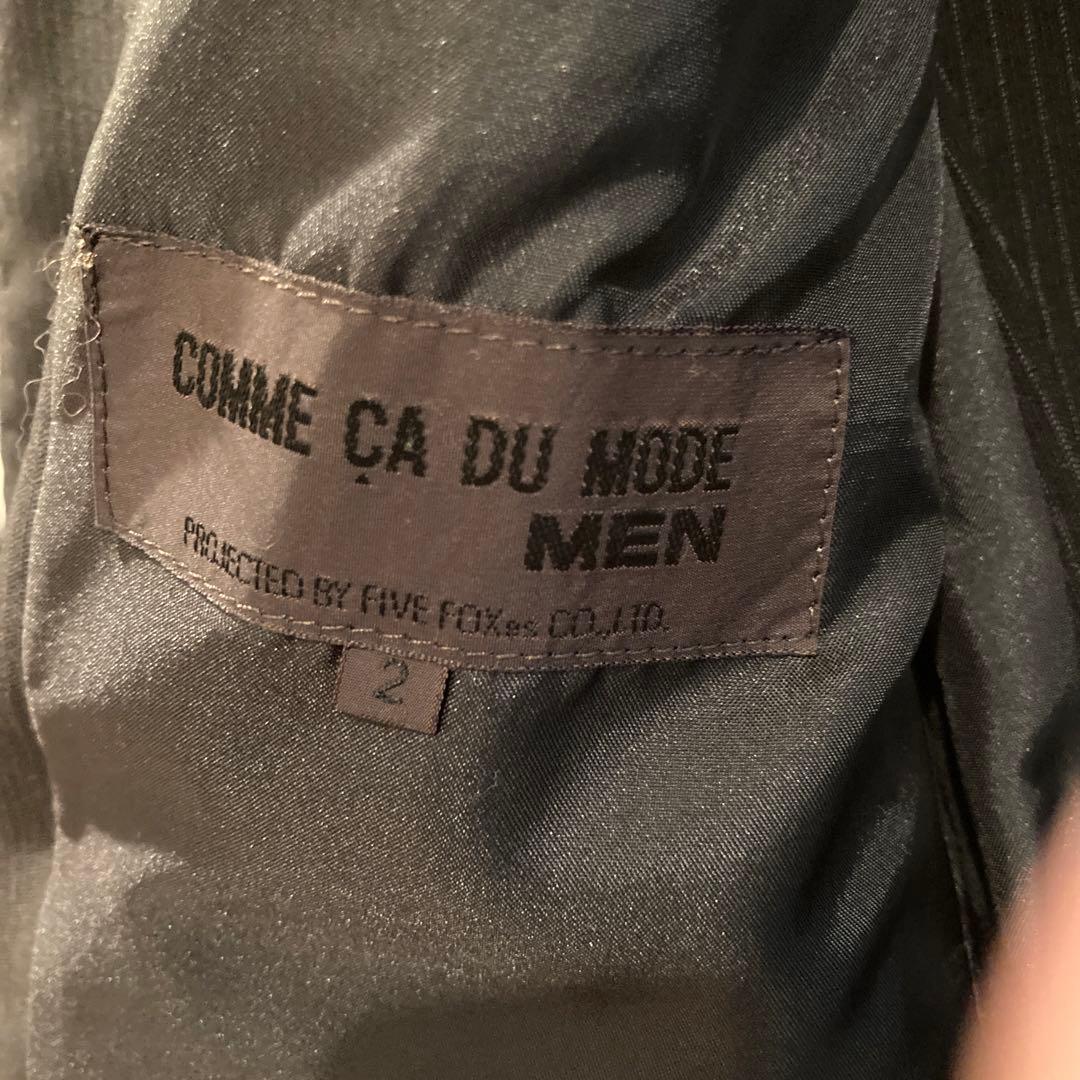 COMME ÇA DU MODE
MEN
PROJECTED BY FIVE FOXes CO.,LTD.
2